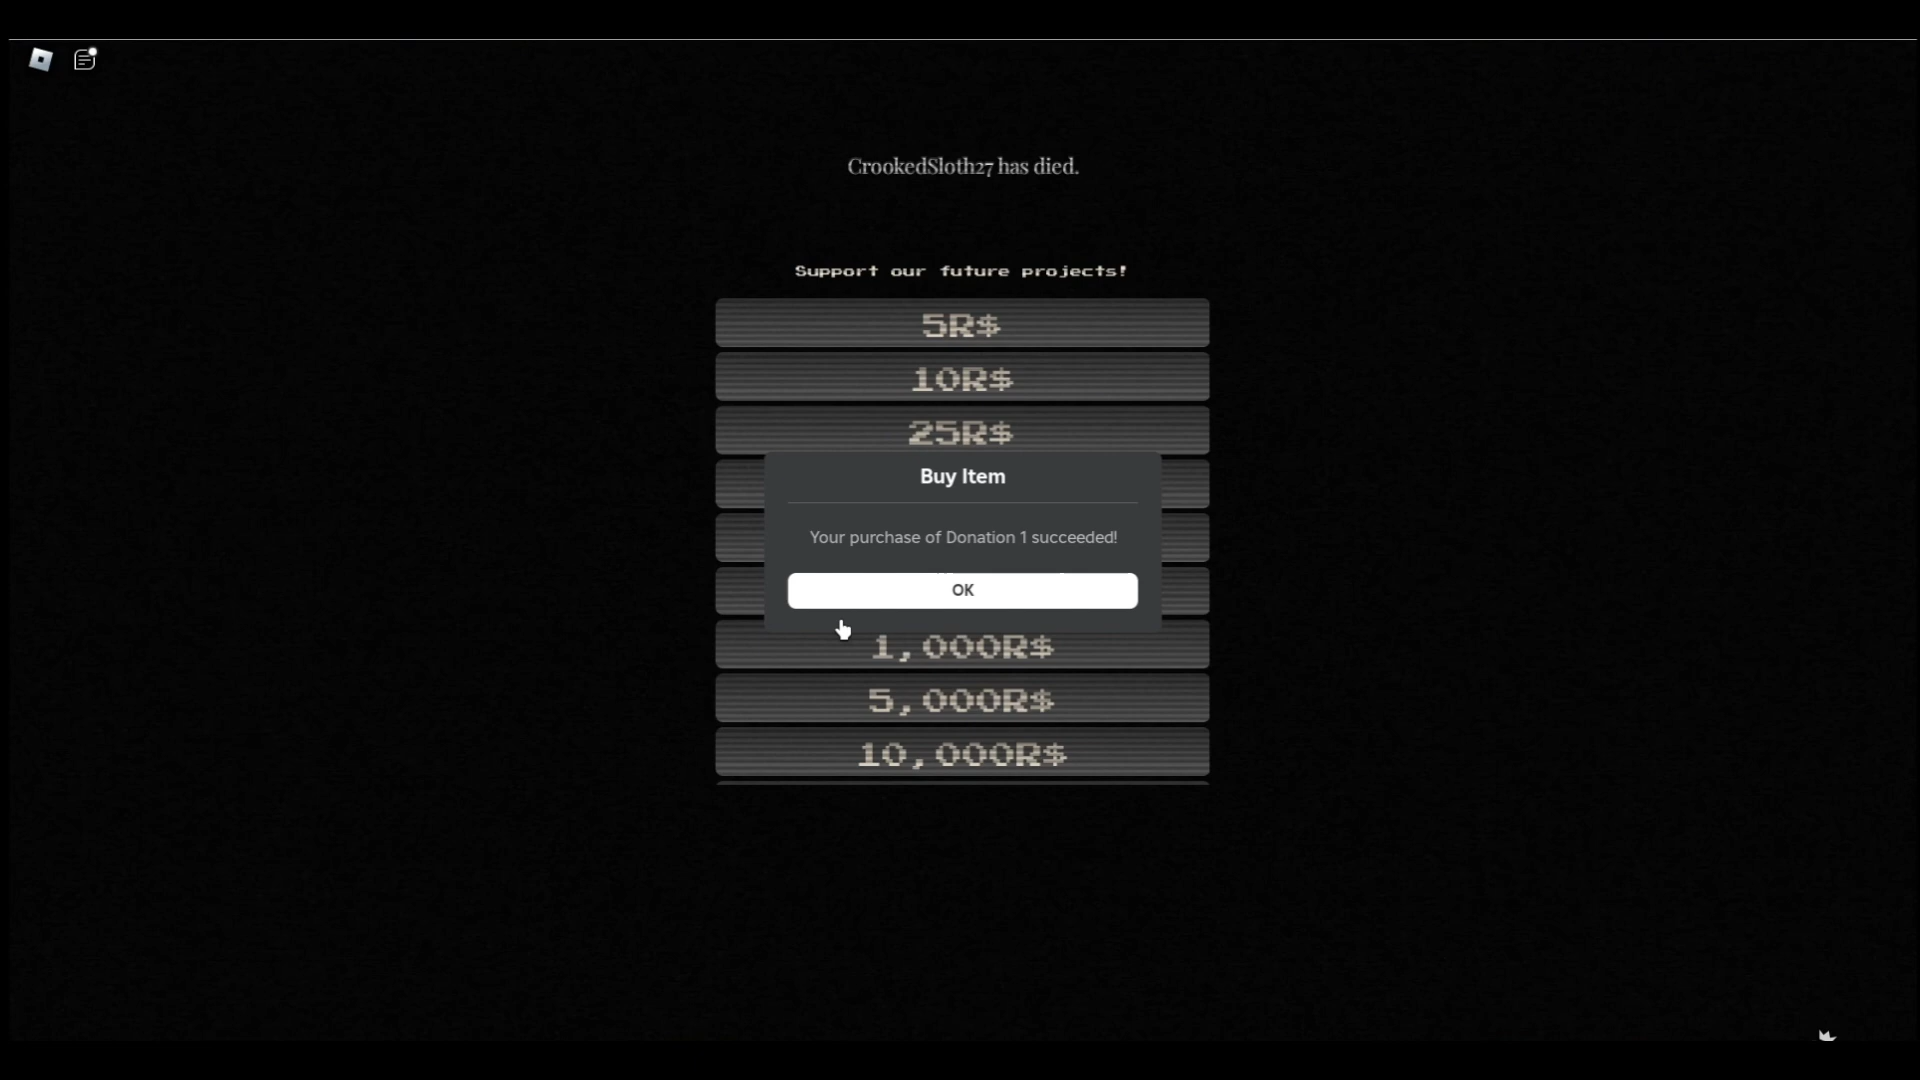 CrookedSloth27 has died.
Support our future projects!
5R$
10R$
25R$
Buy Item
Your purchase of Donation 1 succeeded!
OK
1,000R$
5,000R$
10,000R$